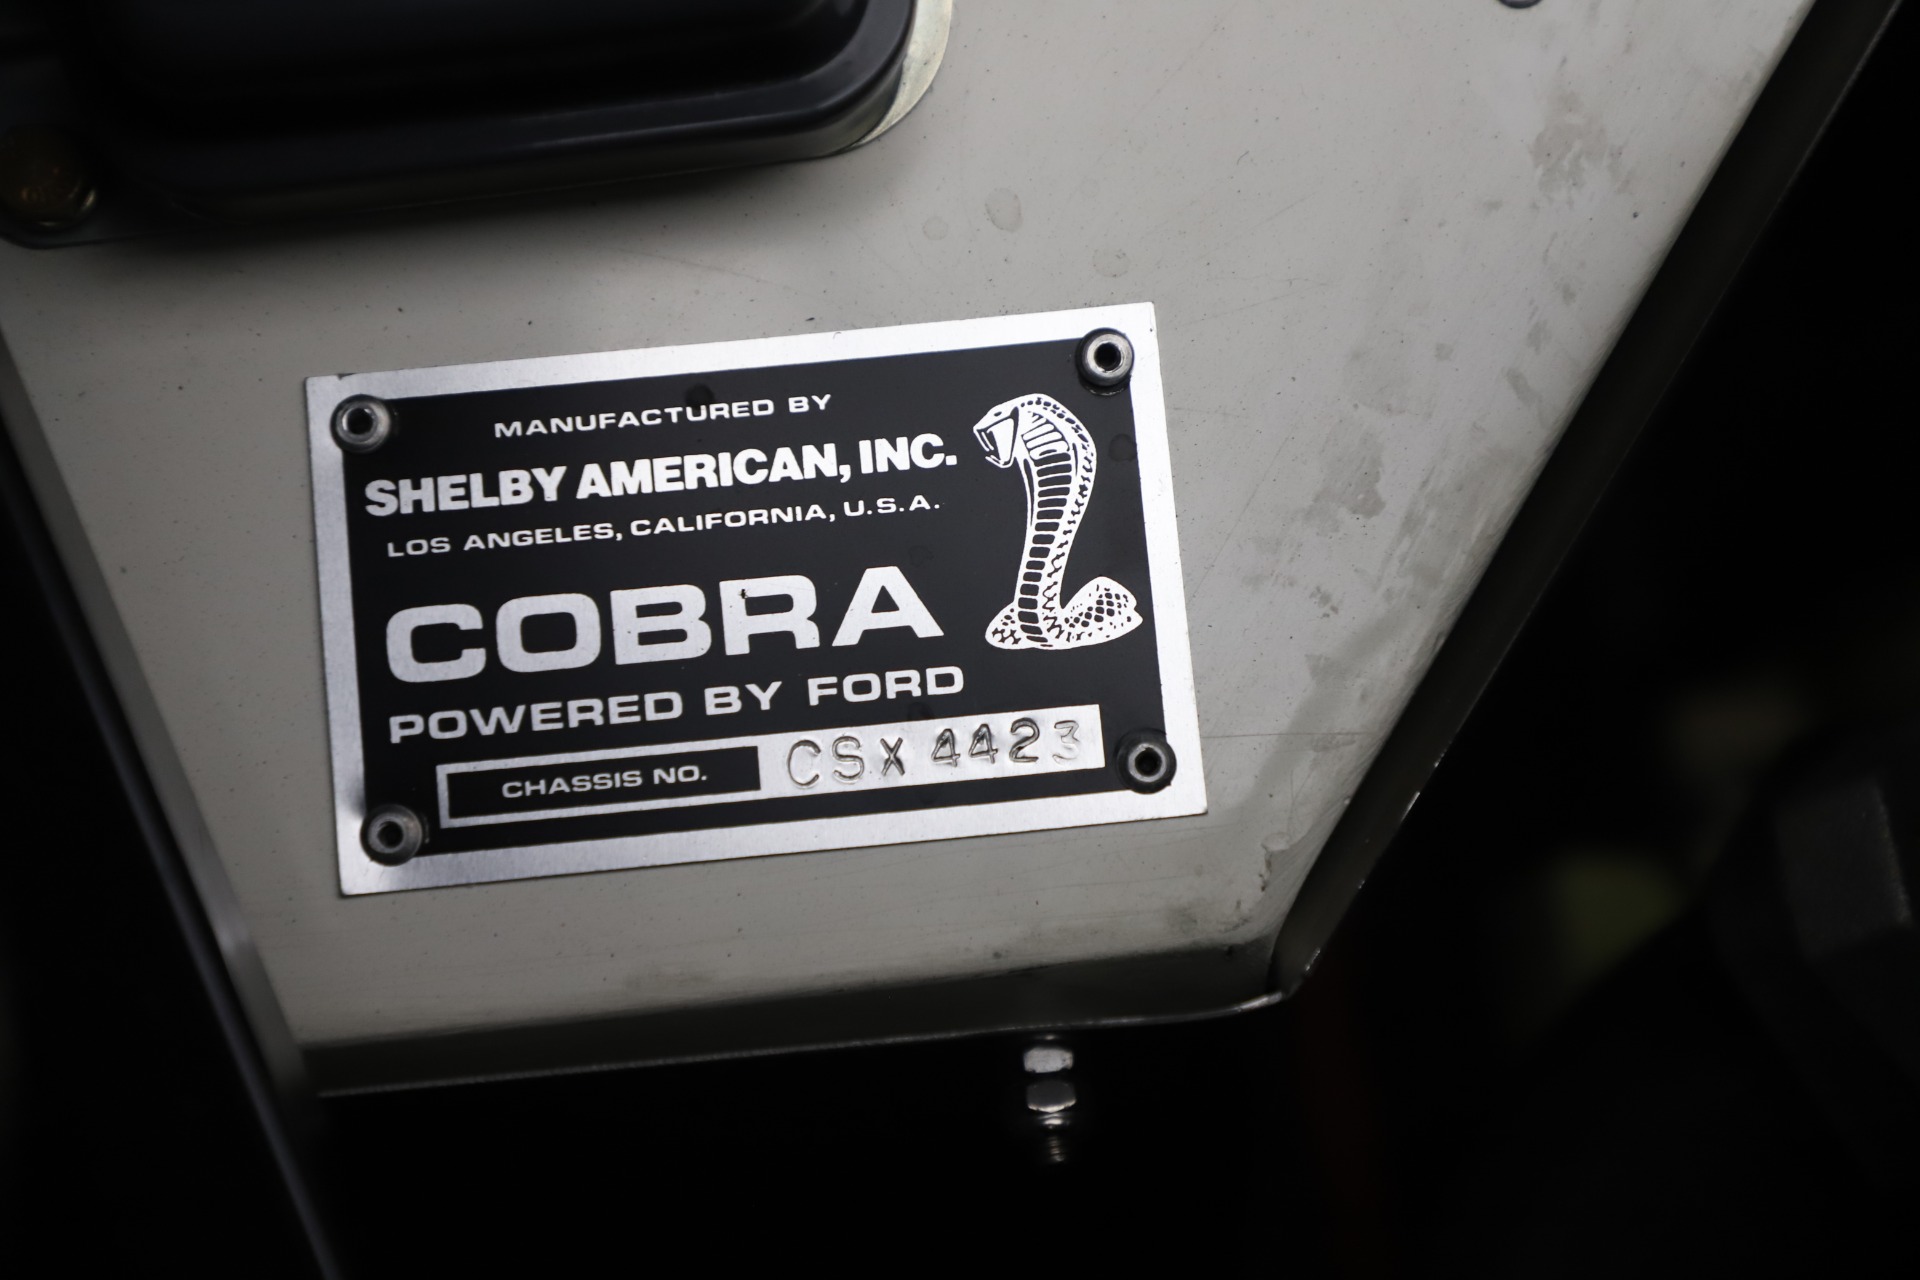 MANUFACTURED BY
SHELBY AMERICAN, INC.
LOS ANGELES, CALIFORNIA, U.S.A.
COBRA
POWERED BY FORD
CHASSIS NO. CSX 4423